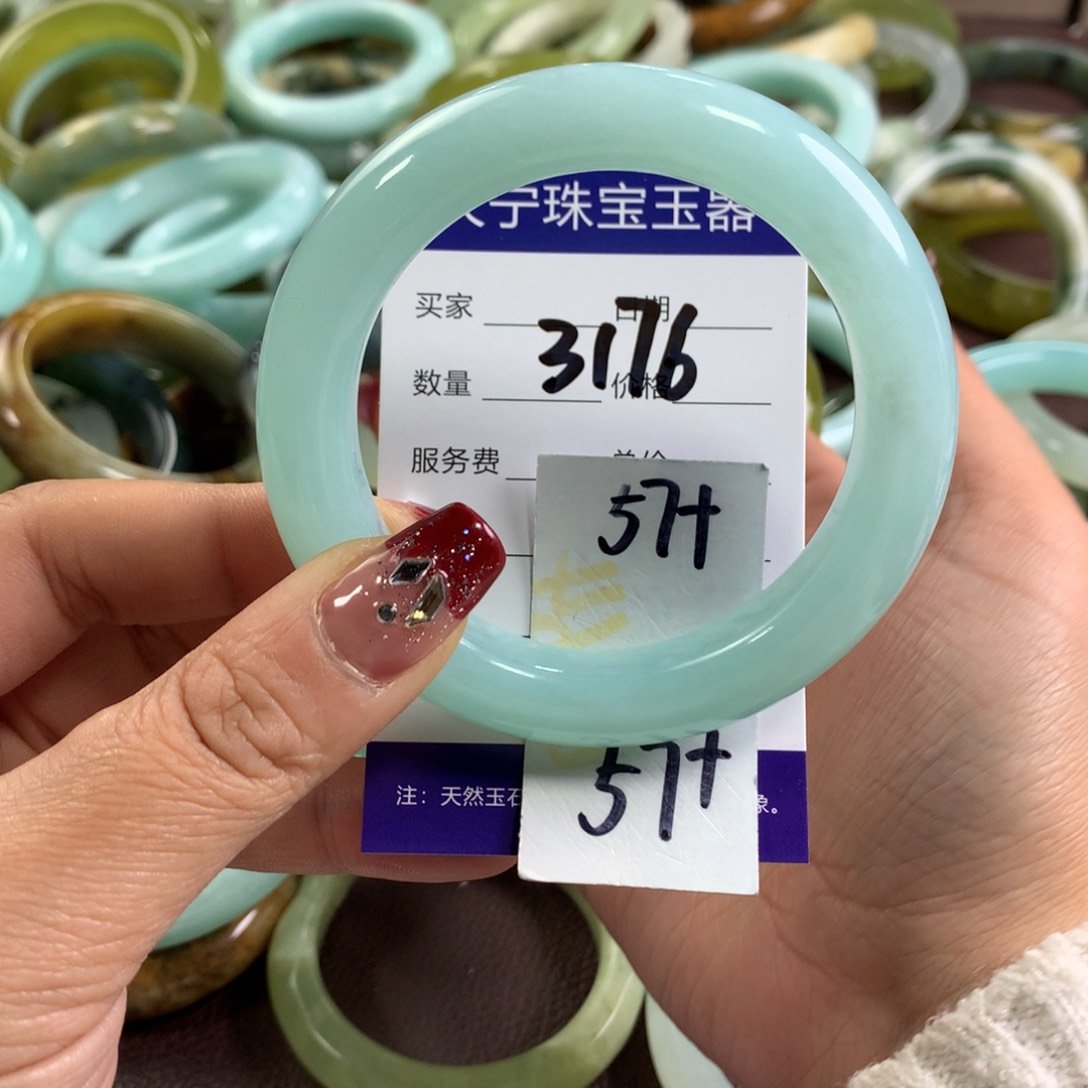 宁珠宝玉器
买家 日期
3176
数量 价格
服务费 单价
57+
57+
注：天然玉石 象。